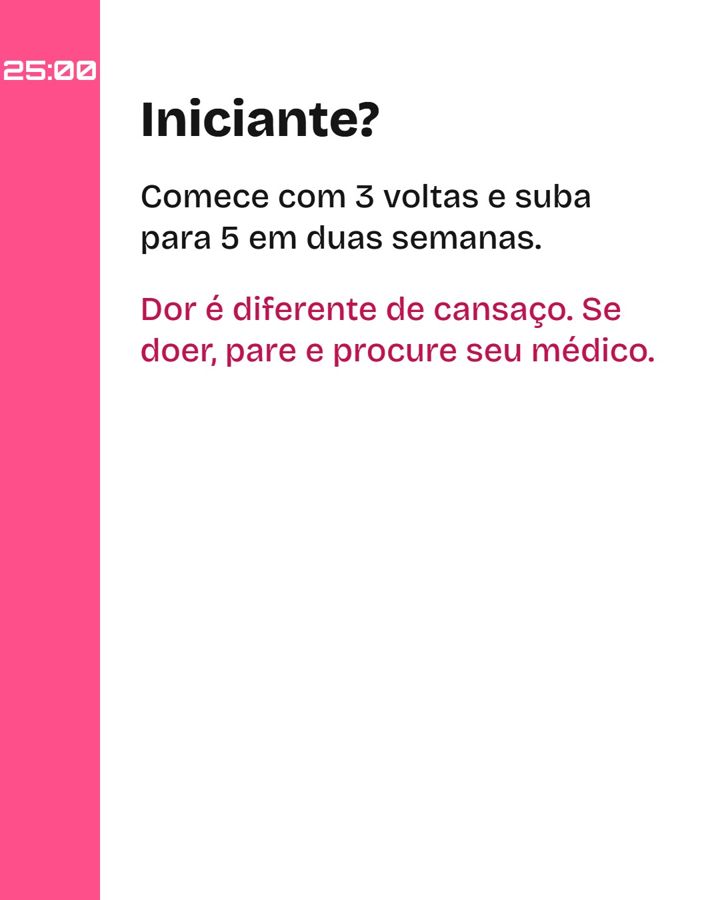 25:00
Iniciante?
Comece com 3 voltas e suba
para 5 em duas semanas.
Dor é diferente de cansaço. Se
doer, pare e procure seu médico.